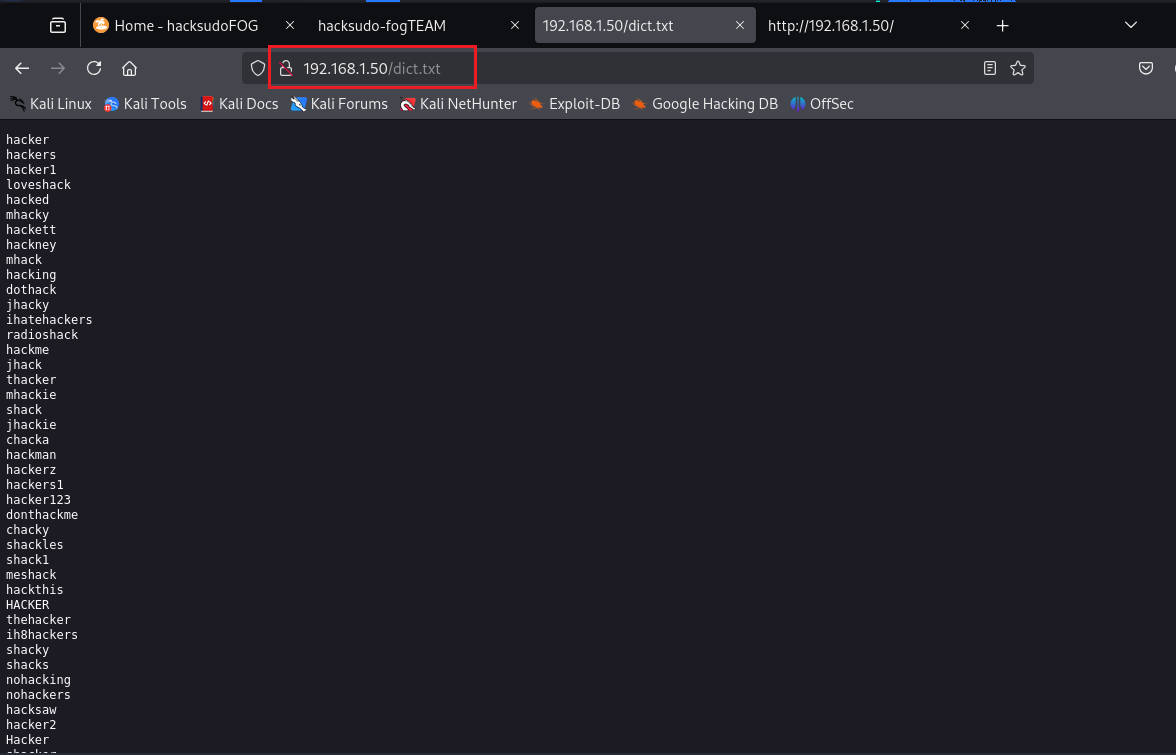 Home - hacksudoFOG
hacksudo-fogTEAM
192.168.1.50/dict.txt
http://192.168.1.50/
192.168.1.50/dict.txt
Kali Linux
Kali Tools
Kali Docs
Kali Forums
Kali NetHunter
Exploit-DB
Google Hacking DB
OffSec
hacker
hackers
hacker1
loveshack
hacked
mhacky
hackett
hackney
mhack
hacking
dothack
jhacky
ihatehackers
radioshack
hackme
jhack
thacker
mhackie
shack
jhackie
chacka
hackman
hackerz
hackers1
hacker123
donthackme
chacky
shackles
shack1
meshack
hackthis
HACKER
thehacker
ih8hackers
shacky
shacks
nohacking
nohackers
hacksaw
hacker2
Hacker